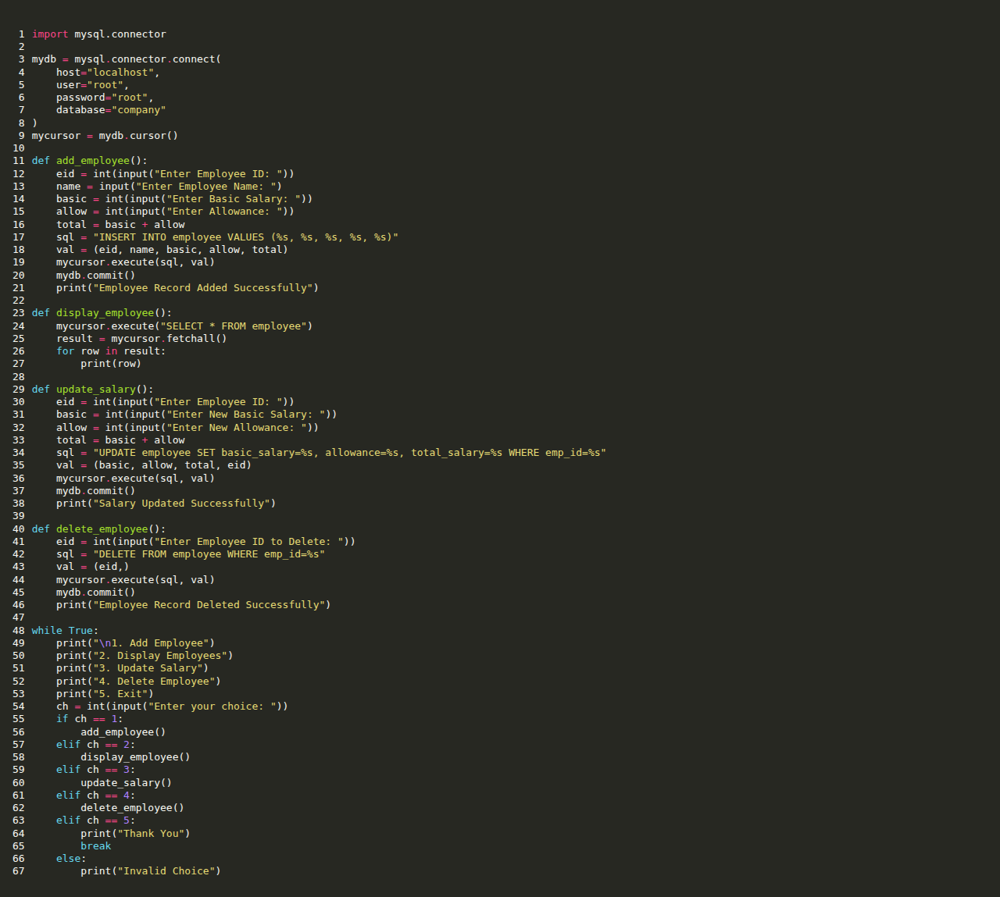 1 import mysql.connector
2
3 mydb = mysql.connector.connect(
4     host="localhost",
5     user="root",
6     password="root",
7     database="company"
8 )
9 mycursor = mydb.cursor()
10
11 def add_employee():
12     eid = int(input("Enter Employee ID: "))
13     name = input("Enter Employee Name: ")
14     basic = int(input("Enter Basic Salary: "))
15     allow = int(input("Enter Allowance: "))
16     total = basic + allow
17     sql = "INSERT INTO employee VALUES (%s, %s, %s, %s, %s)"
18     val = (eid, name, basic, allow, total)
19     mycursor.execute(sql, val)
20     mydb.commit()
21     print("Employee Record Added Successfully")
22
23 def display_employee():
24     mycursor.execute("SELECT * FROM employee")
25     result = mycursor.fetchall()
26     for row in result:
27         print(row)
28
29 def update_salary():
30     eid = int(input("Enter Employee ID: "))
31     basic = int(input("Enter New Basic Salary: "))
32     allow = int(input("Enter New Allowance: "))
33     total = basic + allow
34     sql = "UPDATE employee SET basic_salary=%s, allowance=%s, total_salary=%s WHERE emp_id=%s"
35     val = (basic, allow, total, eid)
36     mycursor.execute(sql, val)
37     mydb.commit()
38     print("Salary Updated Successfully")
39
40 def delete_employee():
41     eid = int(input("Enter Employee ID to Delete: "))
42     sql = "DELETE FROM employee WHERE emp_id=%s"
43     val = (eid,)
44     mycursor.execute(sql, val)
45     mydb.commit()
46     print("Employee Record Deleted Successfully")
47
48 while True:
49     print("\n1. Add Employee")
50     print("2. Display Employees")
51     print("3. Update Salary")
52     print("4. Delete Employee")
53     print("5. Exit")
54     ch = int(input("Enter your choice: "))
55     if ch == 1:
56         add_employee()
57     elif ch == 2:
58         display_employee()
59     elif ch == 3:
60         update_salary()
61     elif ch == 4:
62         delete_employee()
63     elif ch == 5:
64         print("Thank You")
65         break
66     else:
67         print("Invalid Choice")